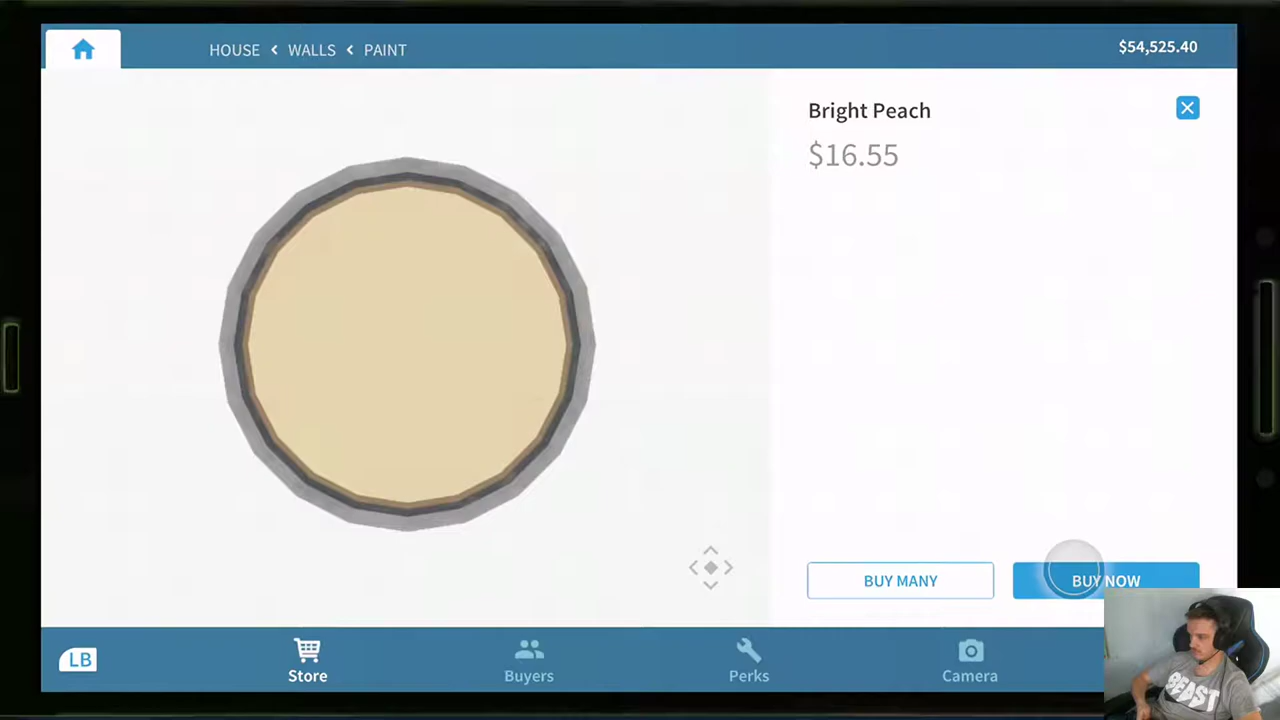 HOUSE < WALLS < PAINT
$54,525.40
Bright Peach
$16.55
BUY MANY
BUY NOW
LB
Store
Buyers
Perks
Camera
BEAST